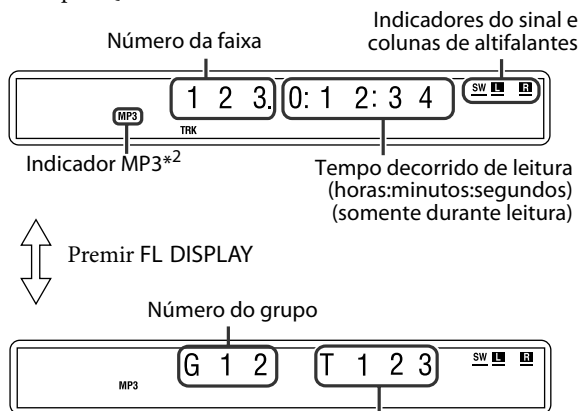 Indicadores do sinal e
colunas de altifalantes
Número da faixa
1 2 3. 0: 1 2: 3 4 SW L R
MP3
TRK
Indicador MP3*2
Tempo decorrido de leitura
(horas:minutos:segundos)
(somente durante leitura)
Premir FL DISPLAY
Número do grupo
G 1 2 T 1 2 3 SW L R
MP3